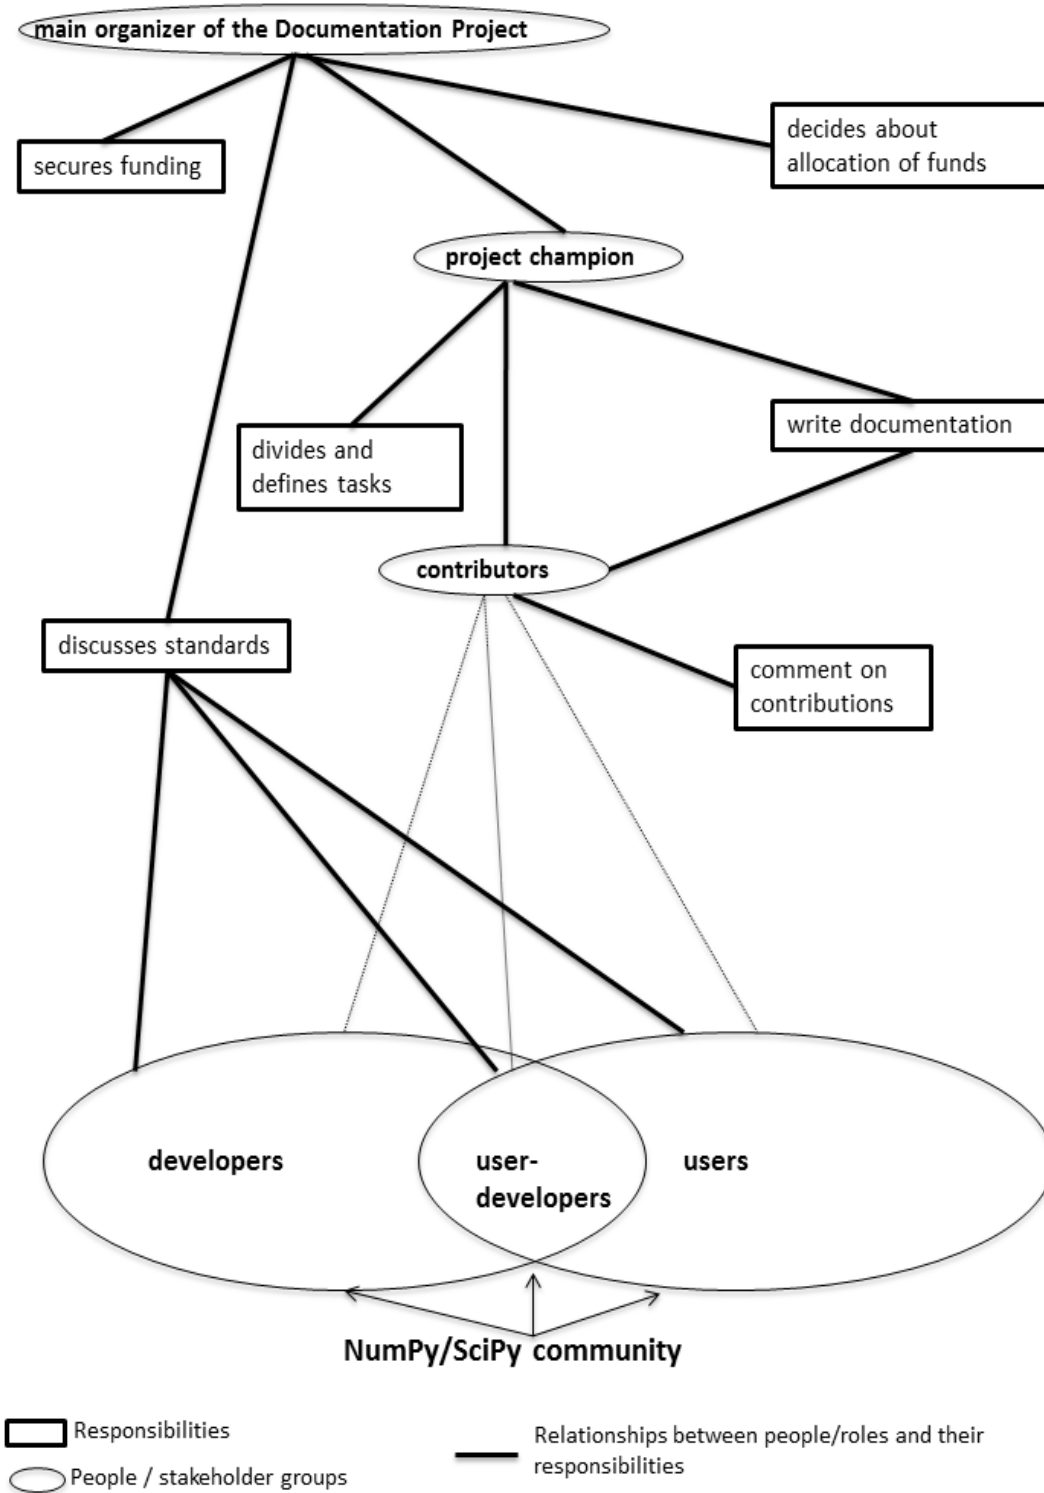 main organizer of the Documentation Project
decides about
allocation of funds
secures funding
project champion
write documentation
divides and
defines tasks
contributors
discusses standards
comment on
contributions
developers
user-
developers
users
NumPy/SciPy community
Responsibilities
People / stakeholder groups
Relationships between people/roles and their
responsibilities